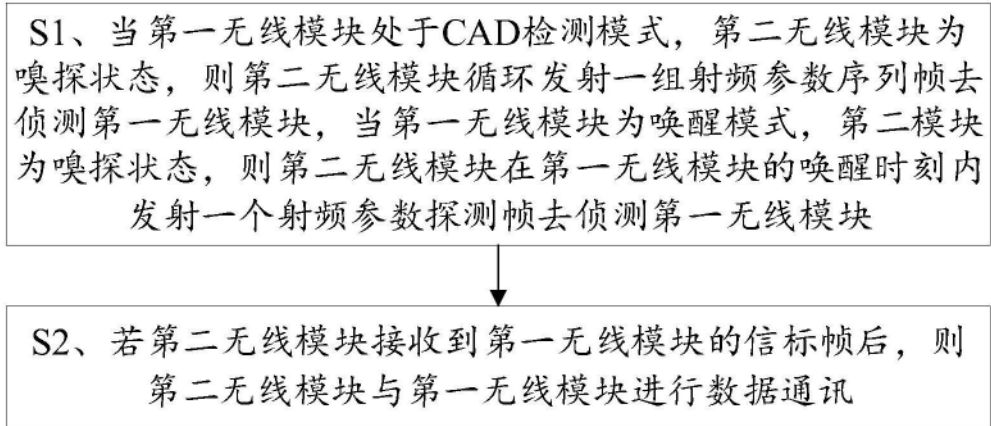 S1、当第一无线模块处于CAD检测模式，第二无线模块为
嗅探状态，则第二无线模块循环发射一组射频参数序列帧去
侦测第一无线模块，当第一无线模块为唤醒模式，第二模块
为嗅探状态，则第二无线模块在第一无线模块的唤醒时刻内
发射一个射频参数探测帧去侦测第一无线模块
S2、若第二无线模块接收到第一无线模块的信标帧后，则
第二无线模块与第一无线模块进行数据通讯